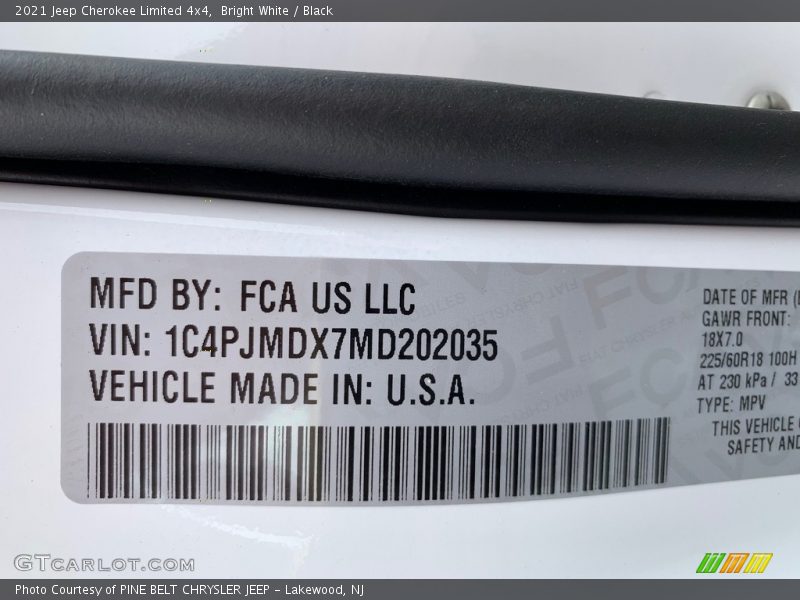 2021 Jeep Cherokee Limited 4x4, Bright White / Black
MFD BY: FCA US LLC
VIN: 1C4PJMDX7MD202035
VEHICLE MADE IN: U.S.A.
DATE OF MFR
GAWR FRONT:
18X7.0
225/60R18 100H
AT 230 kPa / 33
TYPE: MPV
THIS VEHICLE
SAFETY AND
GTCARLOT.COM
Photo Courtesy of PINE BELT CHRYSLER JEEP - Lakewood, NJ